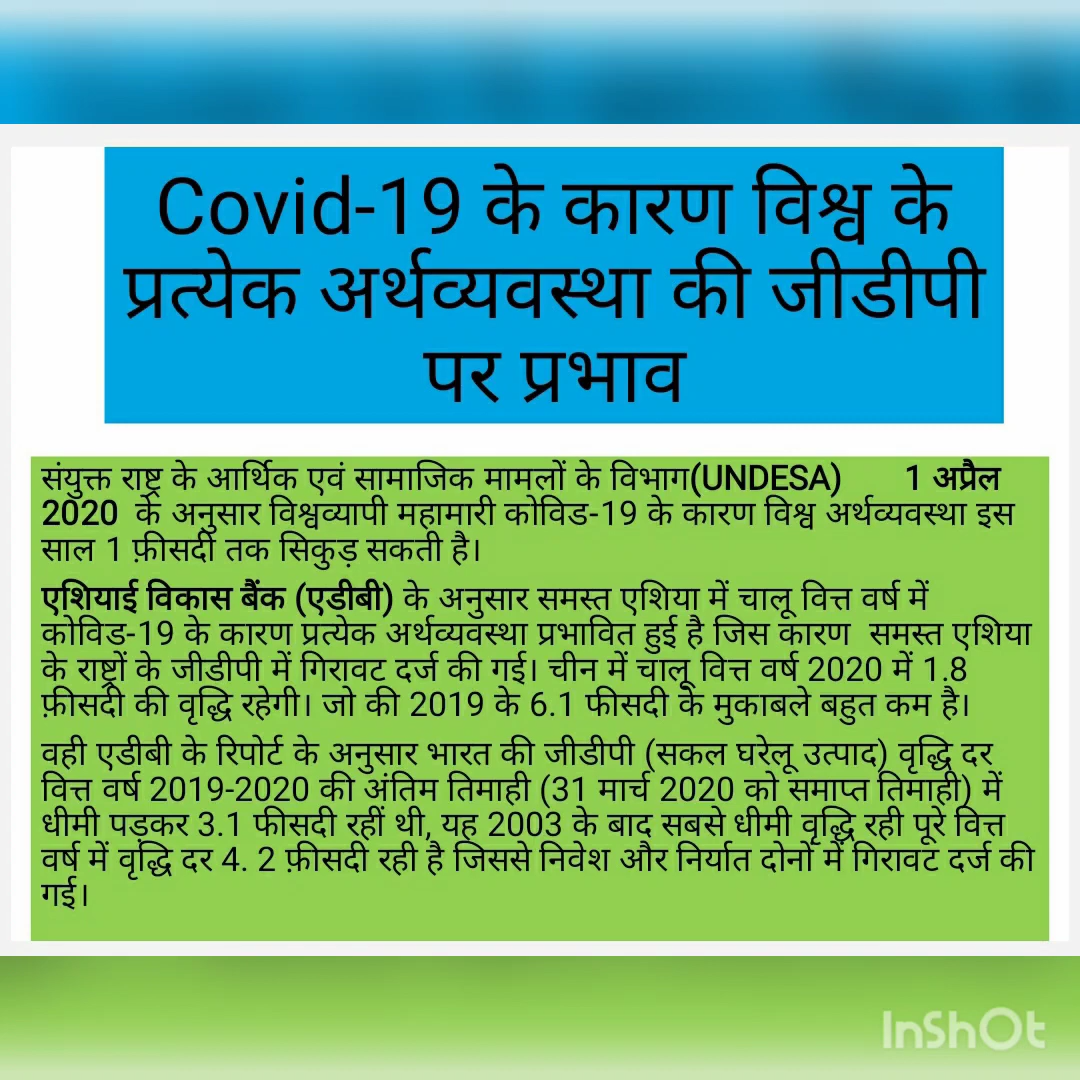 Covid-19 के कारण विश्व के
प्रत्येक अर्थव्यवस्था की जीडीपी
पर प्रभाव
संयुक्त राष्ट्र के आर्थिक एवं सामाजिक मामलों के विभाग(UNDESA) 1 अप्रैल
2020 के अनुसार विश्वव्यापी महामारी कोविड-19 के कारण विश्व अर्थव्यवस्था इस
साल 1 फ़ीसदी तक सिकुड़ सकती है।
एशियाई विकास बैंक (एडीबी) के अनुसार समस्त एशिया में चालू वित्त वर्ष में
कोविड-19 के कारण प्रत्येक अर्थव्यवस्था प्रभावित हुई है जिस कारण समस्त एशिया
के राष्ट्रों के जीडीपी में गिरावट दर्ज की गई। चीन में चालू वित्त वर्ष 2020 में 1.8
फ़ीसदी की वृद्धि रहेगी। जो की 2019 के 6.1 फीसदी के मुकाबले बहुत कम है।
वही एडीबी के रिपोर्ट के अनुसार भारत की जीडीपी (सकल घरेलू उत्पाद) वृद्धि दर
वित्त वर्ष 2019-2020 की अंतिम तिमाही (31 मार्च 2020 को समाप्त तिमाही) में
धीमी पड़कर 3.1 फीसदी रहीं थी, यह 2003 के बाद सबसे धीमी वृद्धि रही पूरे वित्त
वर्ष में वृद्धि दर 4. 2 फ़ीसदी रही है जिससे निवेश और निर्यात दोनों में गिरावट दर्ज की
गई।
InShOt